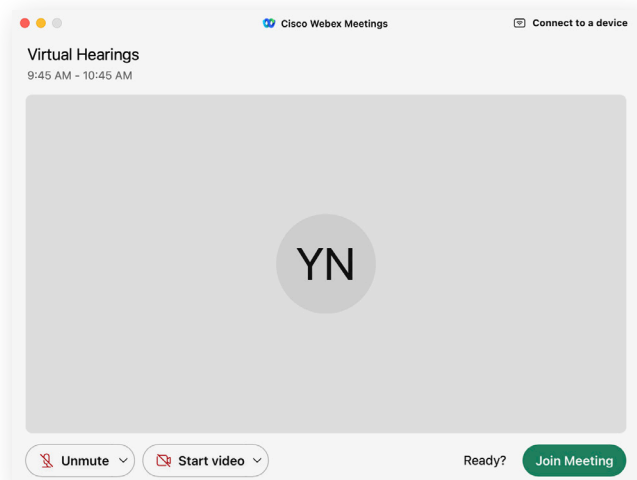 Cisco Webex Meetings
Connect to a device
Virtual Hearings
9:45 AM - 10:45 AM
YN
Unmute
Start video
Ready?
Join Meeting